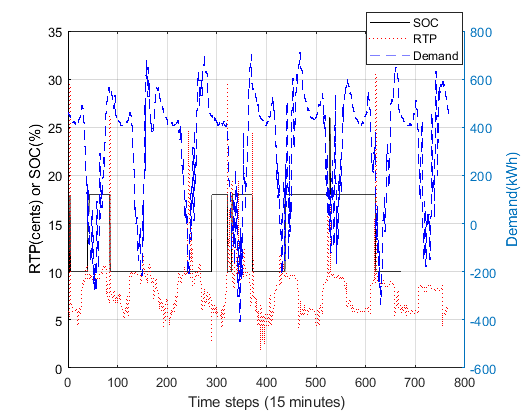 SOC
RTP
Demand
35
30
25
20
15
10
5
0
RTP(cents) or SOC(%)
800
600
400
200
0
-200
-400
-600
Demand(kWh)
0 100 200 300 400 500 600 700 800
Time steps (15 minutes)